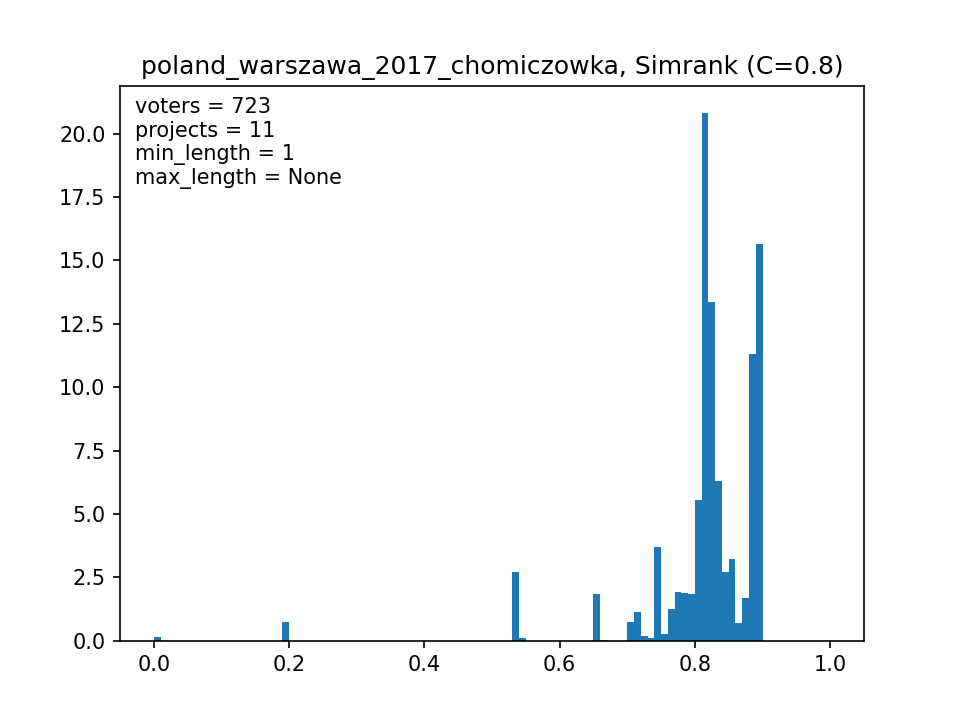 poland_warszawa_2017_chomiczowka, Simrank (C=0.8)
voters = 723
projects = 11
min_length = 1
max_length = None
20.0
17.5
15.0
12.5
10.0
7.5
5.0
2.5
0.0
0.0 0.2 0.4 0.6 0.8 1.0